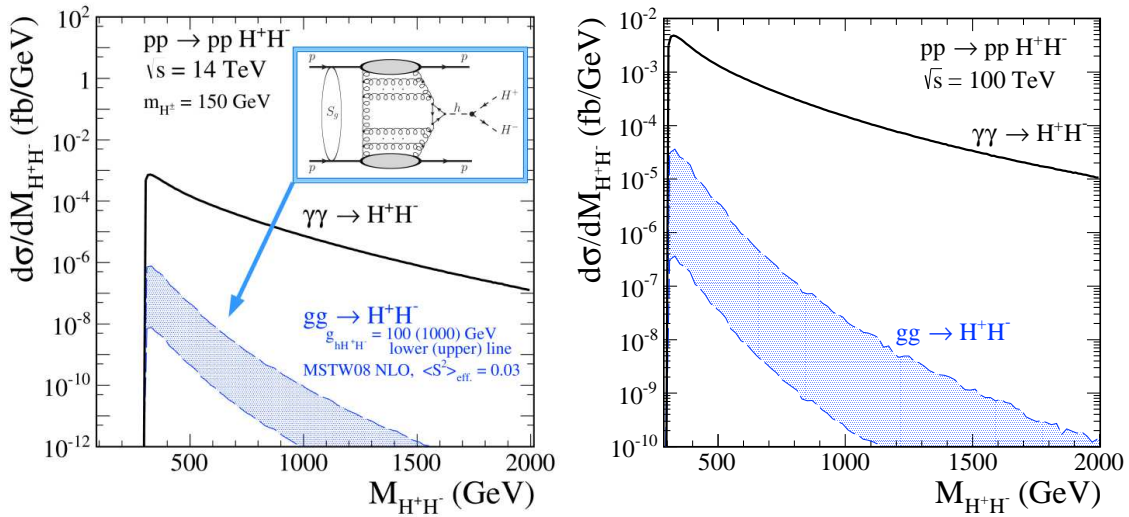 pp → pp H⁺H⁻
√s = 14 TeV
m_H± = 150 GeV
p
p
S_g
h
H⁺
H⁻
p
p
γγ → H⁺H⁻
gg → H⁺H⁻
g_hH⁺H⁻ = 100 (1000) GeV
lower (upper) line
MSTW08 NLO, <S²>_eff. = 0.03
dσ/dM_H⁺H⁻ (fb/GeV)
10²
1
10⁻²
10⁻⁴
10⁻⁶
10⁻⁸
10⁻¹⁰
10⁻¹²
500
1000
1500
2000
M_H⁺H⁻ (GeV)
pp → pp H⁺H⁻
√s = 100 TeV
γγ → H⁺H⁻
gg → H⁺H⁻
dσ/dM_H⁺H⁻ (fb/GeV)
10⁻²
10⁻³
10⁻⁴
10⁻⁵
10⁻⁶
10⁻⁷
10⁻⁸
10⁻⁹
10⁻¹⁰
500
1000
1500
2000
M_H⁺H⁻ (GeV)